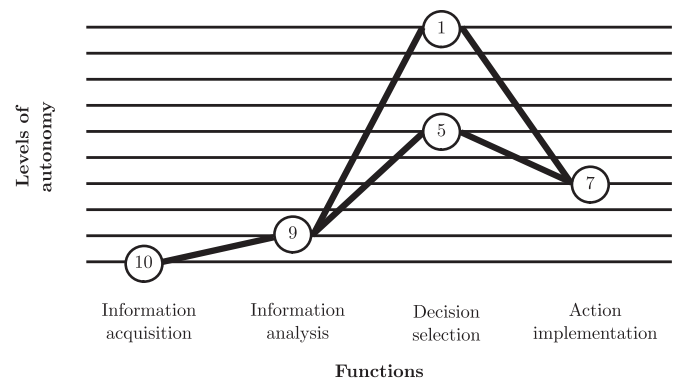 1
5
7
9
10
Levels of
autonomy
Information
acquisition
Information
analysis
Decision
selection
Action
implementation
Functions